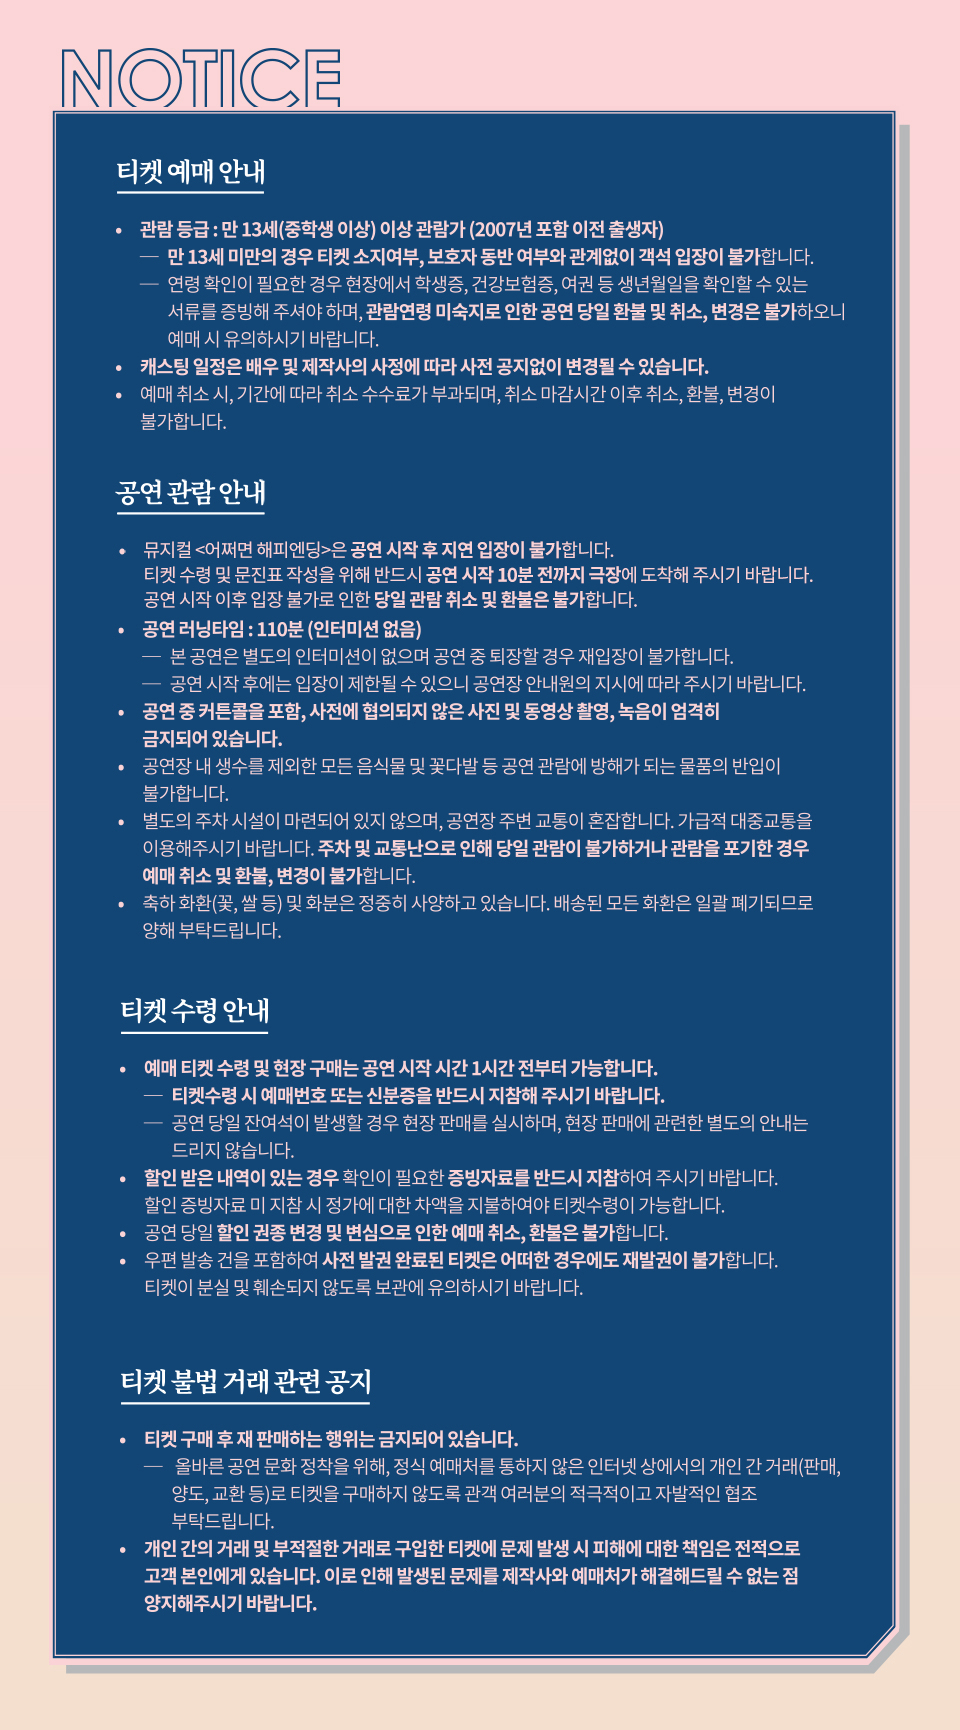 NOTICE
티켓 예매 안내
• 관람 등급 : 만 13세(중학생 이상) 이상 관람가 (2007년 포함 이전 출생자)
— 만 13세 미만의 경우 티켓 소지여부, 보호자 동반 여부와 관계없이 객석 입장이 불가합니다.
— 연령 확인이 필요한 경우 현장에서 학생증, 건강보험증, 여권 등 생년월일을 확인할 수 있는
서류를 증빙해 주셔야 하며, 관람연령 미숙지로 인한 공연 당일 환불 및 취소, 변경은 불가하오니
예매 시 유의하시기 바랍니다.
• 캐스팅 일정은 배우 및 제작사의 사정에 따라 사전 공지없이 변경될 수 있습니다.
• 예매 취소 시, 기간에 따라 취소 수수료가 부과되며, 취소 마감시간 이후 취소, 환불, 변경이
불가합니다.
공연 관람 안내
• 뮤지컬 <어쩌면 해피엔딩>은 공연 시작 후 지연 입장이 불가합니다.
티켓 수령 및 문진표 작성을 위해 반드시 공연 시작 10분 전까지 극장에 도착해 주시기 바랍니다.
공연 시작 이후 입장 불가로 인한 당일 관람 취소 및 환불은 불가합니다.
• 공연 러닝타임 : 110분 (인터미션 없음)
— 본 공연은 별도의 인터미션이 없으며 공연 중 퇴장할 경우 재입장이 불가합니다.
— 공연 시작 후에는 입장이 제한될 수 있으니 공연장 안내원의 지시에 따라 주시기 바랍니다.
• 공연 중 커튼콜을 포함, 사전에 협의되지 않은 사진 및 동영상 촬영, 녹음이 엄격히
금지되어 있습니다.
• 공연장 내 생수를 제외한 모든 음식물 및 꽃다발 등 공연 관람에 방해가 되는 물품의 반입이
불가합니다.
• 별도의 주차 시설이 마련되어 있지 않으며, 공연장 주변 교통이 혼잡합니다. 가급적 대중교통을
이용해주시기 바랍니다. 주차 및 교통난으로 인해 당일 관람이 불가하거나 관람을 포기한 경우
예매 취소 및 환불, 변경이 불가합니다.
• 축하 화환(꽃, 쌀 등) 및 화분은 정중히 사양하고 있습니다. 배송된 모든 화환은 일괄 폐기되므로
양해 부탁드립니다.
티켓 수령 안내
• 예매 티켓 수령 및 현장 구매는 공연 시작 시간 1시간 전부터 가능합니다.
— 티켓수령 시 예매번호 또는 신분증을 반드시 지참해 주시기 바랍니다.
— 공연 당일 잔여석이 발생할 경우 현장 판매를 실시하며, 현장 판매에 관련한 별도의 안내는
드리지 않습니다.
• 할인 받은 내역이 있는 경우 확인이 필요한 증빙자료를 반드시 지참하여 주시기 바랍니다.
할인 증빙자료 미 지참 시 정가에 대한 차액을 지불하여야 티켓수령이 가능합니다.
• 공연 당일 할인 권종 변경 및 변심으로 인한 예매 취소, 환불은 불가합니다.
• 우편 발송 건을 포함하여 사전 발권 완료된 티켓은 어떠한 경우에도 재발권이 불가합니다.
티켓이 분실 및 훼손되지 않도록 보관에 유의하시기 바랍니다.
티켓 불법 거래 관련 공지
• 티켓 구매 후 재 판매하는 행위는 금지되어 있습니다.
— 올바른 공연 문화 정착을 위해, 정식 예매처를 통하지 않은 인터넷 상에서의 개인 간 거래(판매,
양도, 교환 등)로 티켓을 구매하지 않도록 관객 여러분의 적극적이고 자발적인 협조
부탁드립니다.
• 개인 간의 거래 및 부적절한 거래로 구입한 티켓에 문제 발생 시 피해에 대한 책임은 전적으로
고객 본인에게 있습니다. 이로 인해 발생된 문제를 제작사와 예매처가 해결해드릴 수 없는 점
양지해주시기 바랍니다.